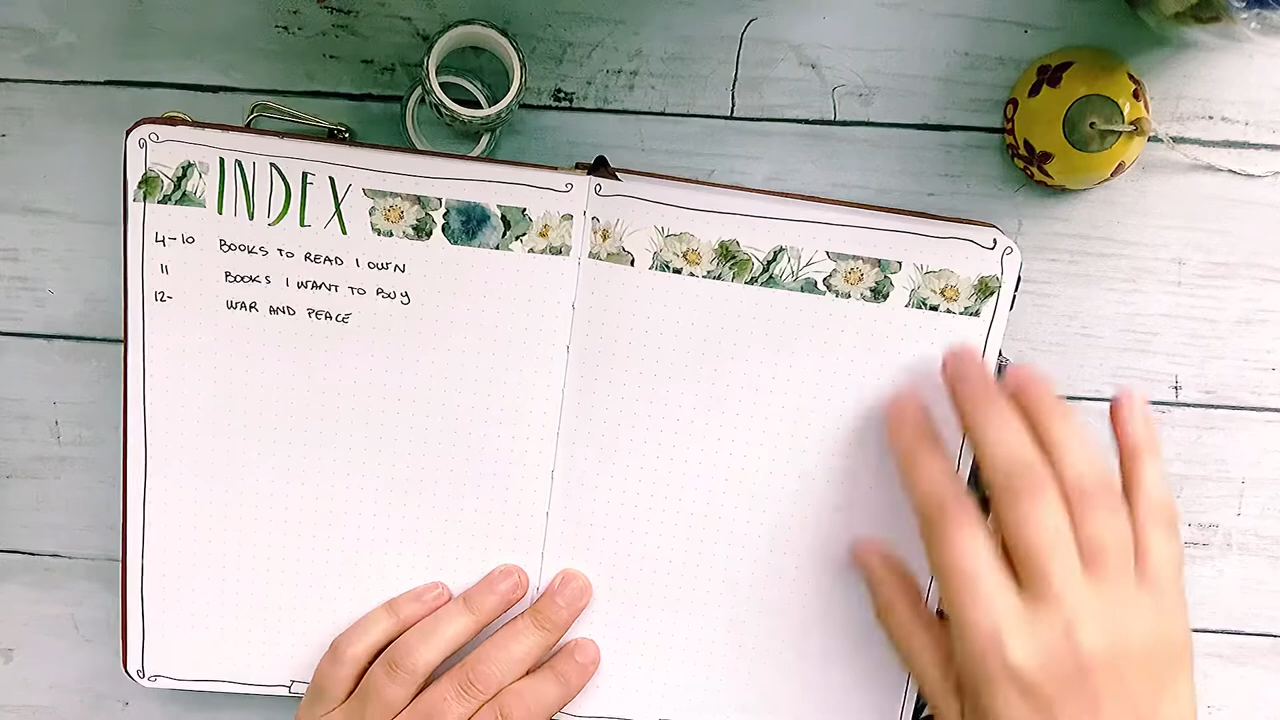 INDEX
4-10 BOOKS TO READ I OWN
11 BOOKS I WANT TO BUY
12- WAR AND PEACE